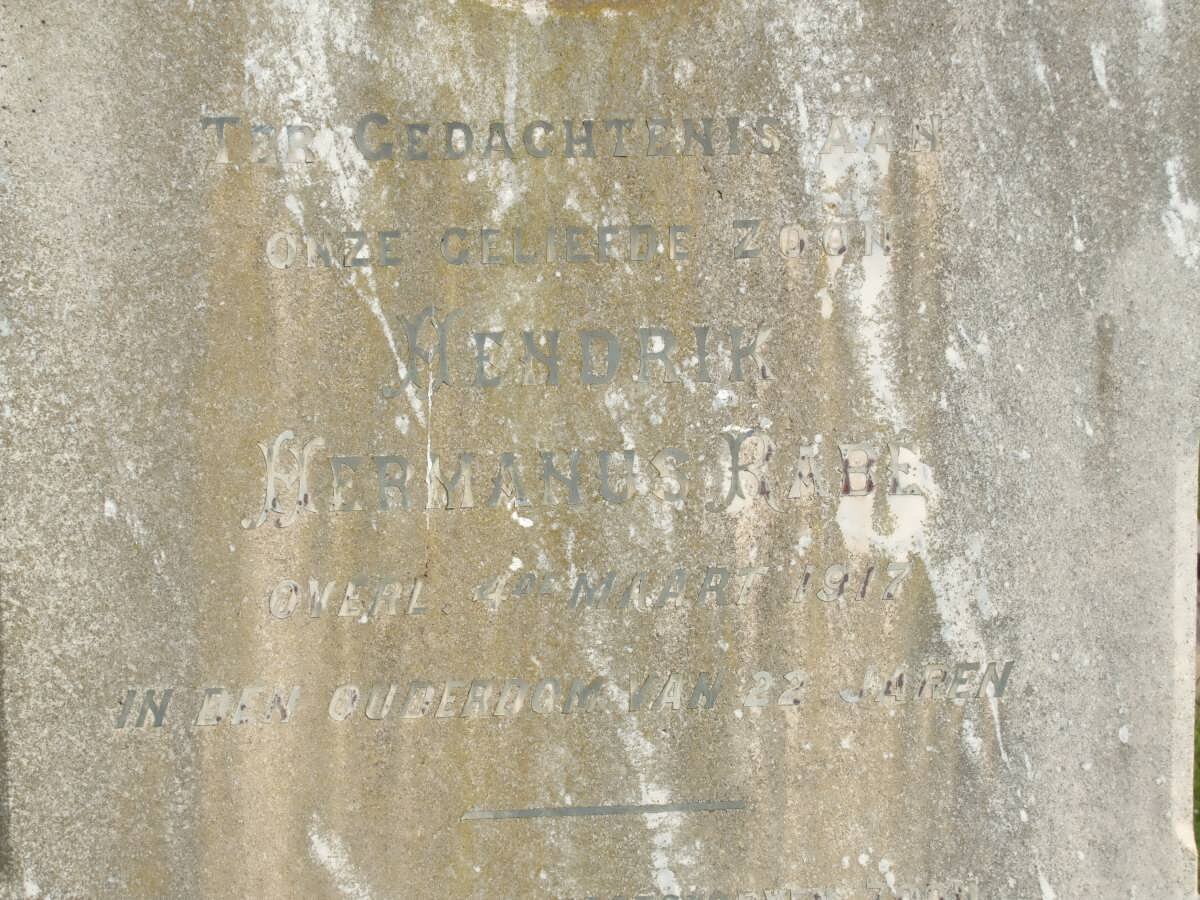 TER GEDACHTENIS AAN
ONZE GELIEFDE ZOON
HENDRIK
HERMANUS RABE
OVERL. 4DE MAART 1917
IN DEN OUDERDOM VAN 22 JAREN